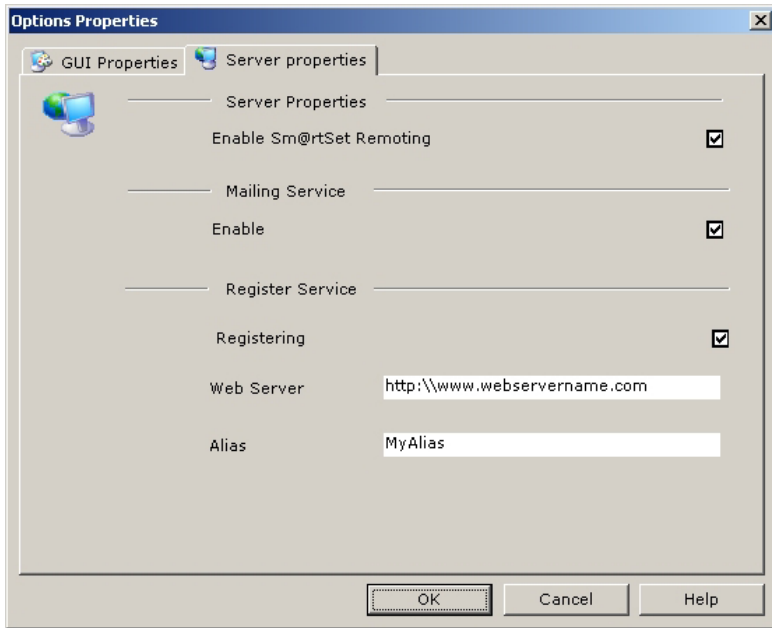 Options Properties
GUI Properties
Server properties
Server Properties
Enable Sm@rtSet Remoting
Mailing Service
Enable
Register Service
Registering
Web Server http:\\www.webservername.com
Alias MyAlias
OK Cancel Help